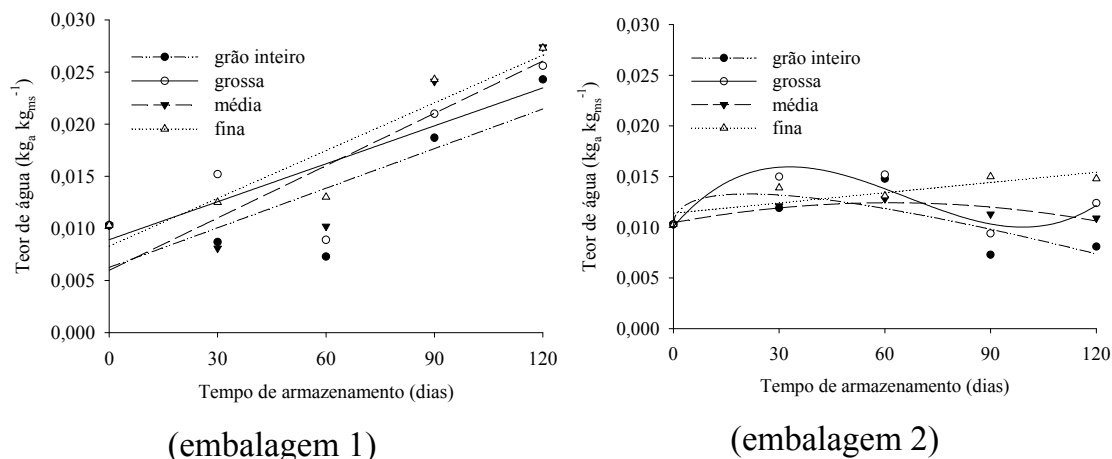 0,030
0,025
0,020
0,015
0,010
0,005
0,000
Teor de água (kgₐ kgₘₛ⁻¹)
grão inteiro
grossa
média
fina
0 30 60 90 120
Tempo de armazenamento (dias)
(embalagem 1)
0,030
0,025
0,020
0,015
0,010
0,005
0,000
Teor de água (kgₐ kgₘₛ⁻¹)
grão inteiro
grossa
média
fina
0 30 60 90 120
Tempo de armazenamento (dias)
(embalagem 2)